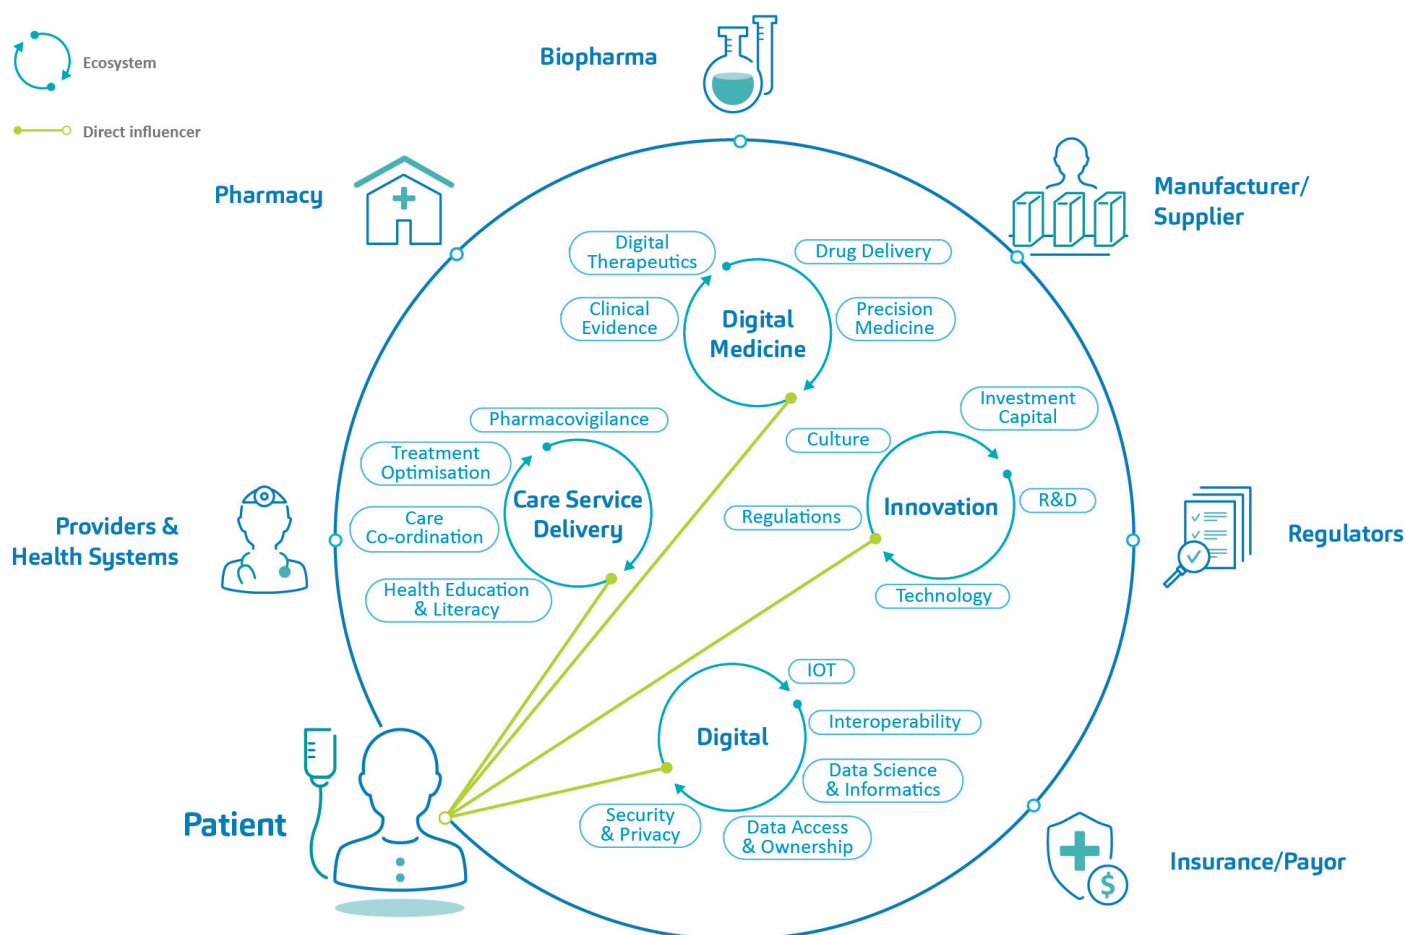 Ecosystem
Direct influencer
Biopharma
Pharmacy
Manufacturer/
Supplier
Digital
Therapeutics
Drug Delivery
Clinical
Evidence
Digital
Medicine
Precision
Medicine
Investment
Capital
Pharmacovigilance
Culture
Treatment
Optimisation
Care Service
Delivery
Innovation
R&D
Care
Co-ordination
Regulations
Providers &
Health Systems
Regulators
Health Education
& Literacy
Technology
IOT
Interoperability
Digital
Data Science
& Informatics
Security
& Privacy
Data Access
& Ownership
Patient
Insurance/Payor
$